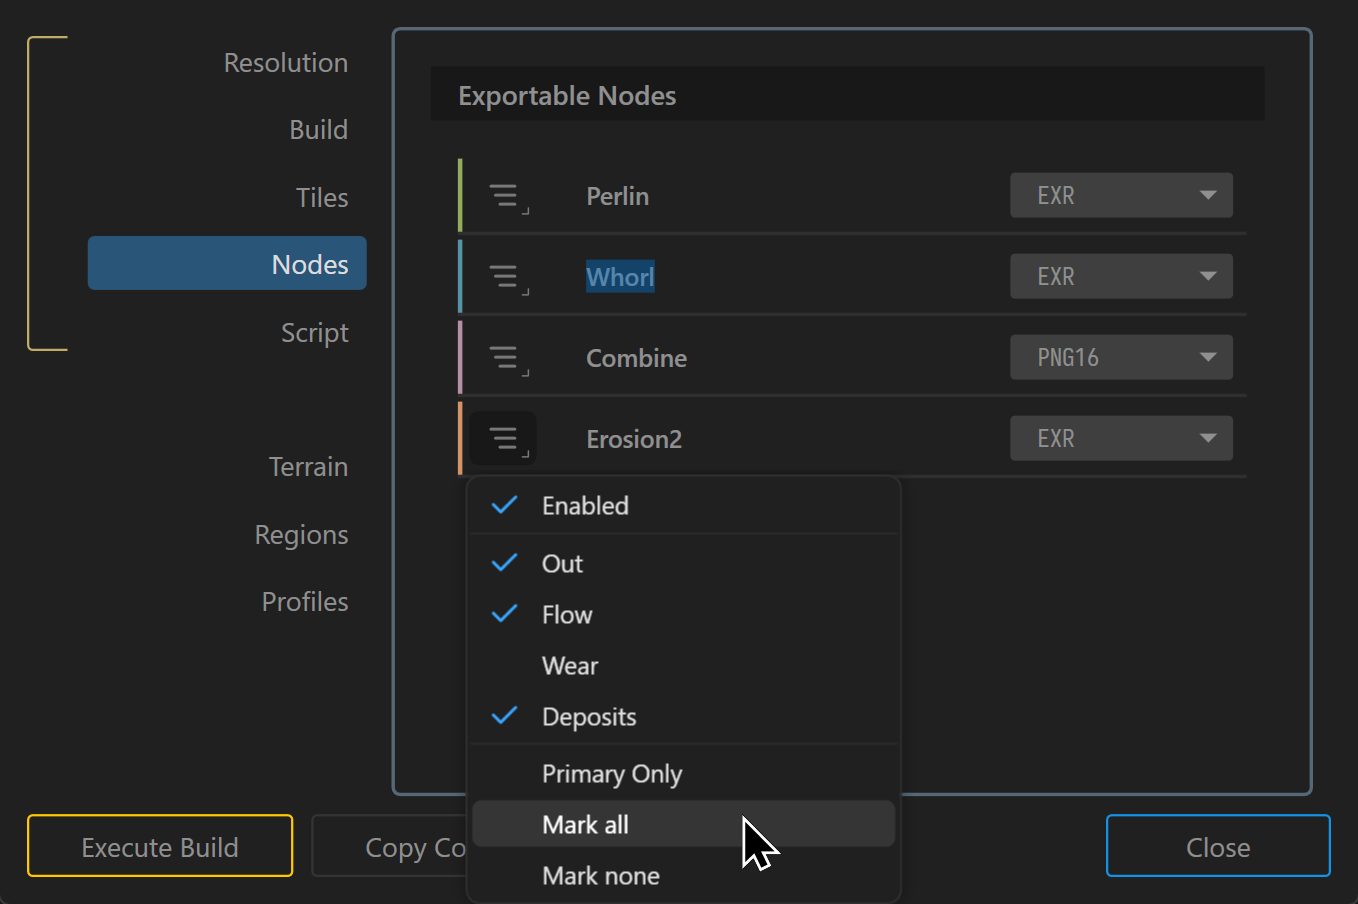 Resolution
Build
Tiles
Nodes
Script
Terrain
Regions
Profiles
Exportable Nodes
Perlin EXR
Whorl EXR
Combine PNG16
Erosion2 EXR
Enabled
Out
Flow
Wear
Deposits
Primary Only
Mark all
Mark none
Execute Build
Copy Co
Close